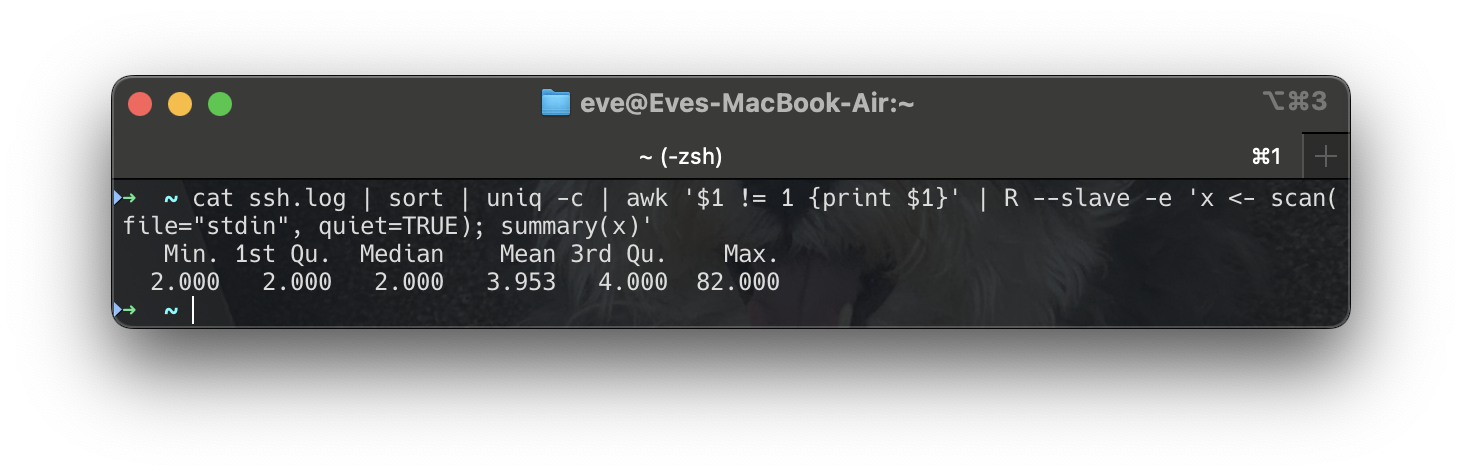 eve@Eves-MacBook-Air:~
⌥⌘3
~ (-zsh)
⌘1
→ ~ cat ssh.log | sort | uniq -c | awk '$1 != 1 {print $1}' | R --slave -e 'x <- scan(
file="stdin", quiet=TRUE); summary(x)'
Min. 1st Qu. Median Mean 3rd Qu. Max.
2.000 2.000 2.000 3.953 4.000 82.000
→ ~